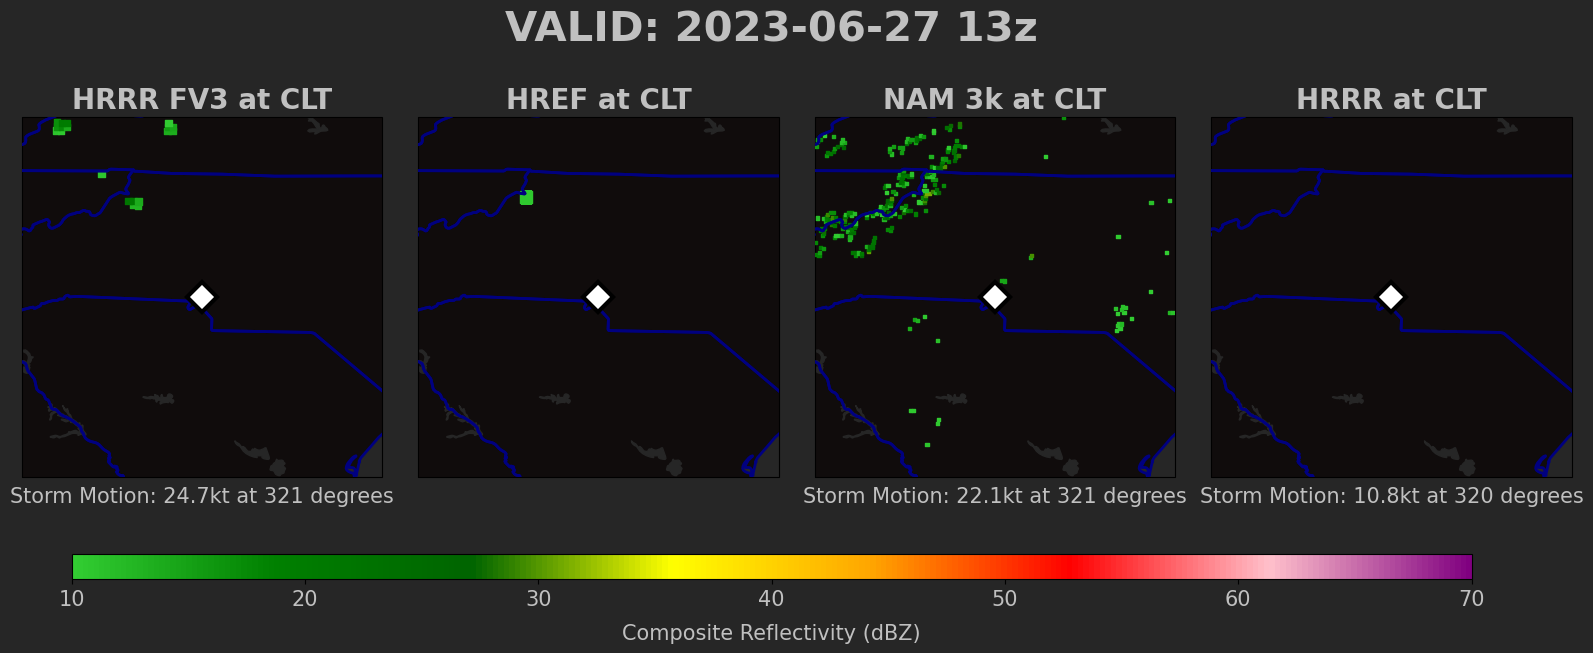 VALID: 2023-06-27 13z
HRRR FV3 at CLT
HREF at CLT
NAM 3k at CLT
HRRR at CLT
Storm Motion: 24.7kt at 321 degrees
Storm Motion: 22.1kt at 321 degrees
Storm Motion: 10.8kt at 320 degrees
10 20 30 40 50 60 70
Composite Reflectivity (dBZ)